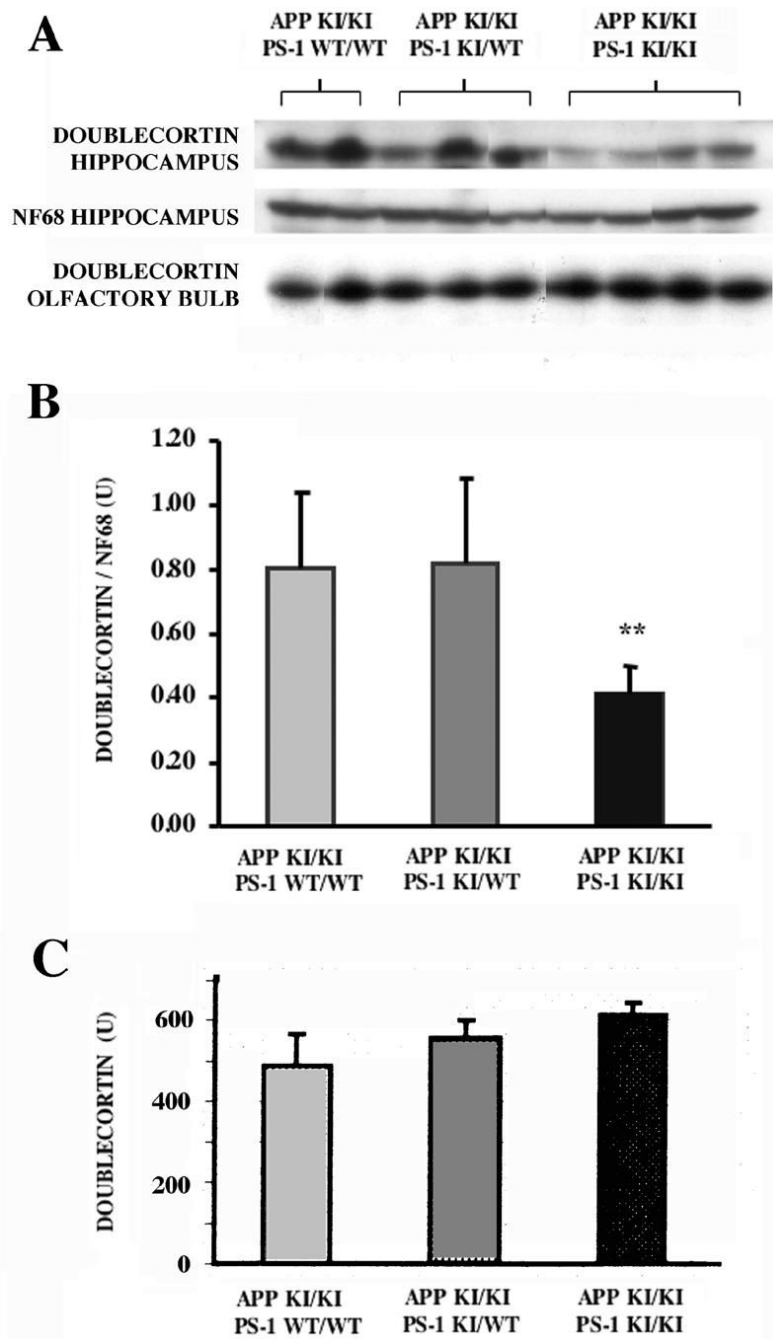 A
APP KI/KI
PS-1 WT/WT
APP KI/KI
PS-1 KI/WT
APP KI/KI
PS-1 KI/KI
DOUBLECORTIN
HIPPOCAMPUS
NF68 HIPPOCAMPUS
DOUBLECORTIN
OLFACTORY BULB
B
DOUBLECORTIN / NF68 (U)
1.20
1.00
0.80
0.60
0.40
0.20
0.00
**
APP KI/KI
PS-1 WT/WT
APP KI/KI
PS-1 KI/WT
APP KI/KI
PS-1 KI/KI
C
DOUBLECORTIN (U)
600
400
200
0
APP KI/KI
PS-1 WT/WT
APP KI/KI
PS-1 KI/WT
APP KI/KI
PS-1 KI/KI